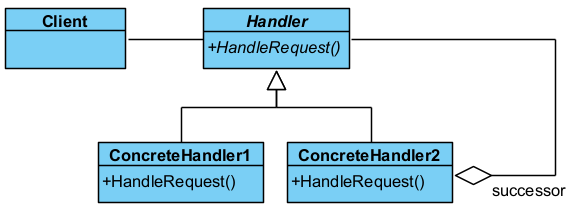 Client
Handler
+HandleRequest()
ConcreteHandler1
+HandleRequest()
ConcreteHandler2
+HandleRequest()
successor